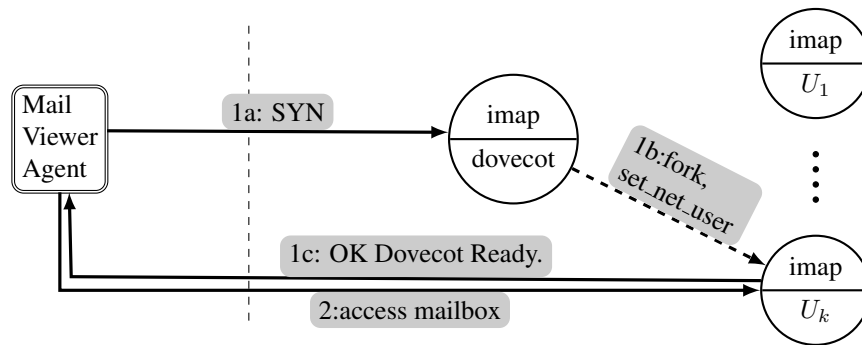 imap
U₁
Mail
Viewer
Agent
1a: SYN
imap
dovecot
1b:fork,
set_net_user
1c: OK Dovecot Ready.
2:access mailbox
imap
Uₖ